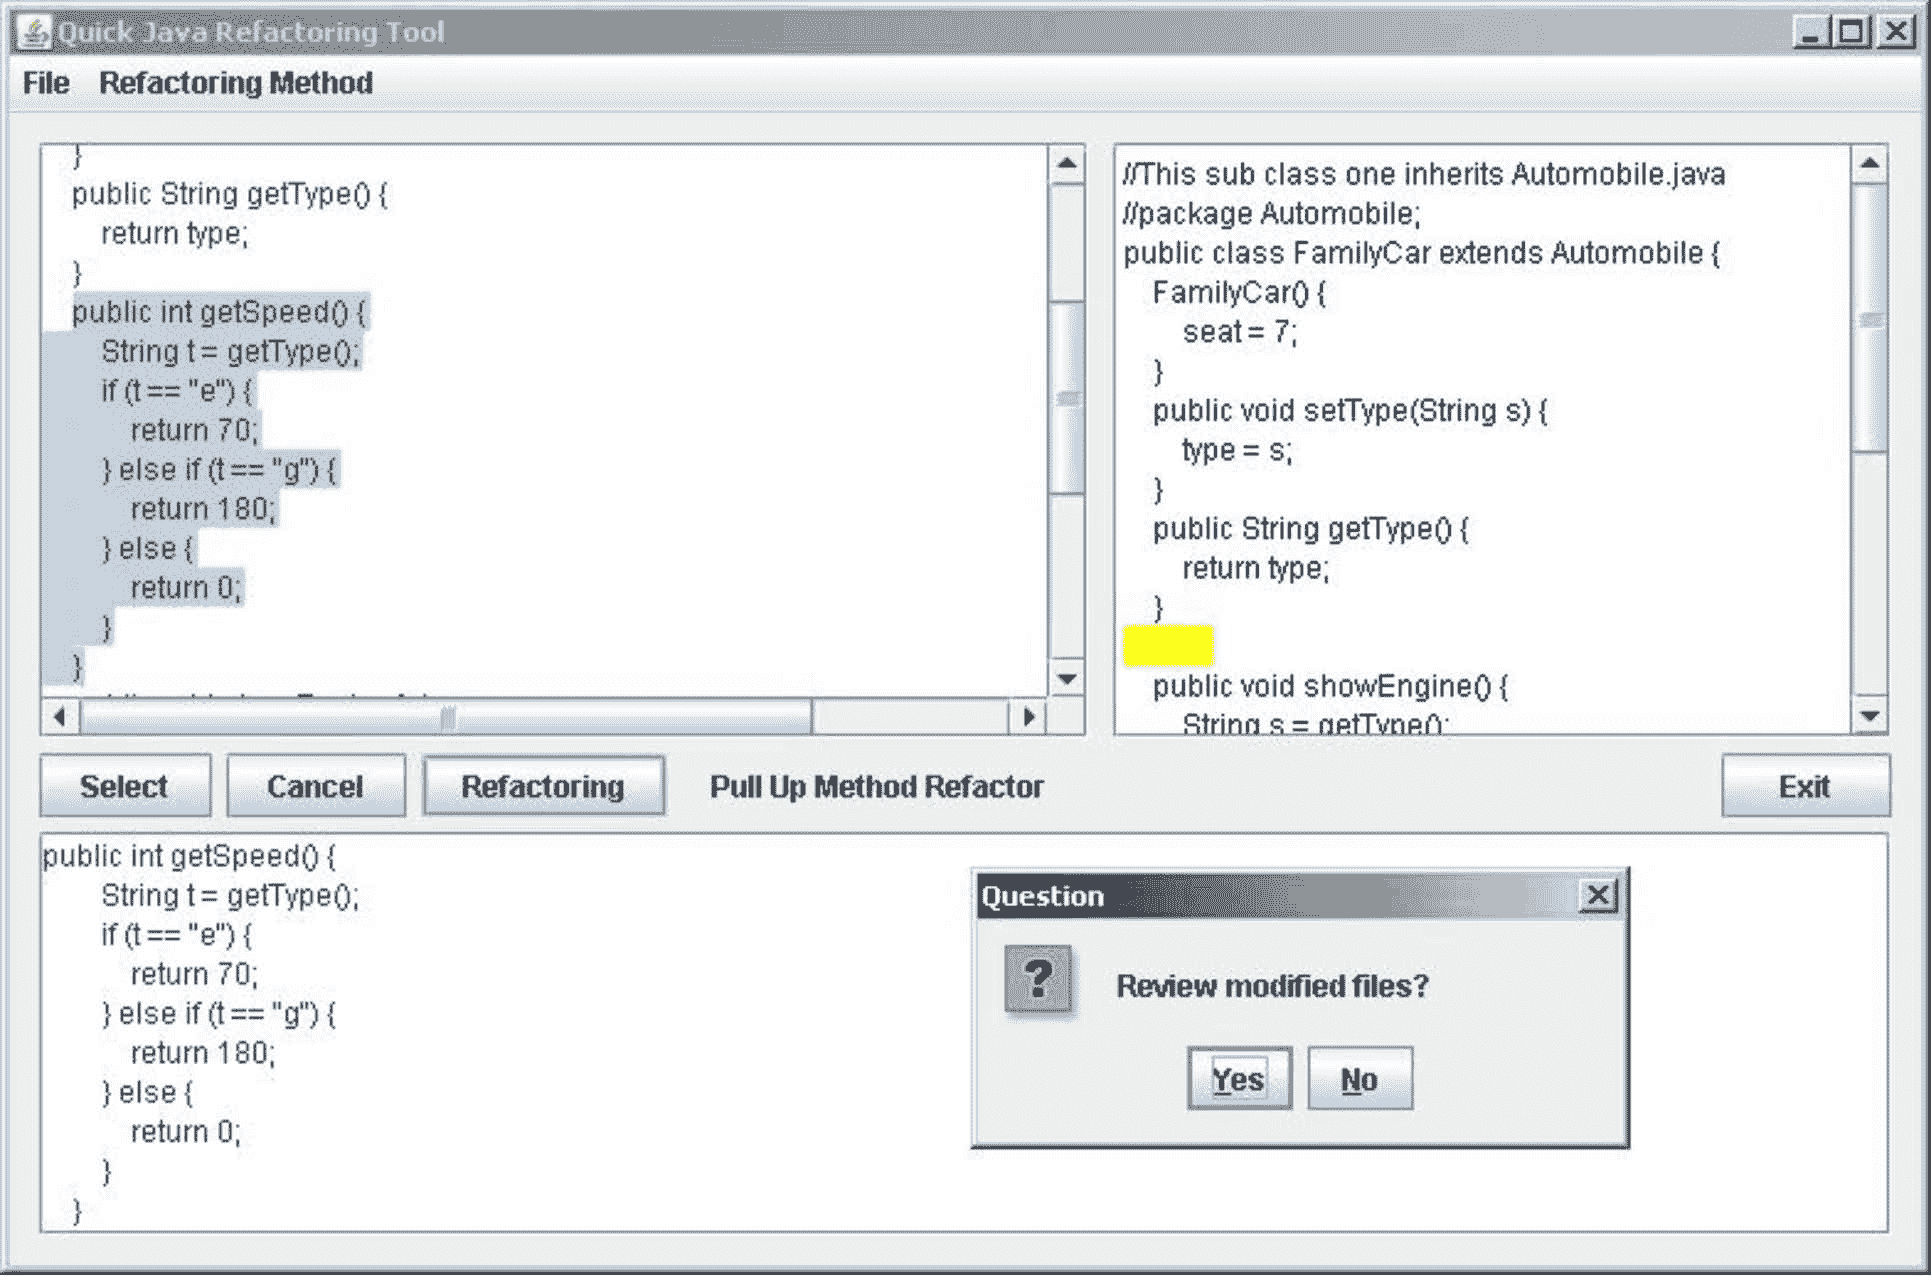 Quick Java Refactoring Tool
File Refactoring Method
}
public String getType() {
return type;
}
public int getSpeed() {
String t = getType();
if (t == "e") {
return 70;
} else if (t == "g") {
return 180;
} else {
return 0;
}
}
//This sub class one inherits Automobile.java
//package Automobile;
public class FamilyCar extends Automobile {
FamilyCar() {
seat = 7;
}
public void setType(String s) {
type = s;
}
public String getType() {
return type;
}
public void showEngine() {
String s = getType();
Select Cancel Refactoring Pull Up Method Refactor Exit
public int getSpeed() {
String t = getType();
if (t == "e") {
return 70;
} else if (t == "g") {
return 180;
} else {
return 0;
}
}
Question
?
Review modified files?
Yes No